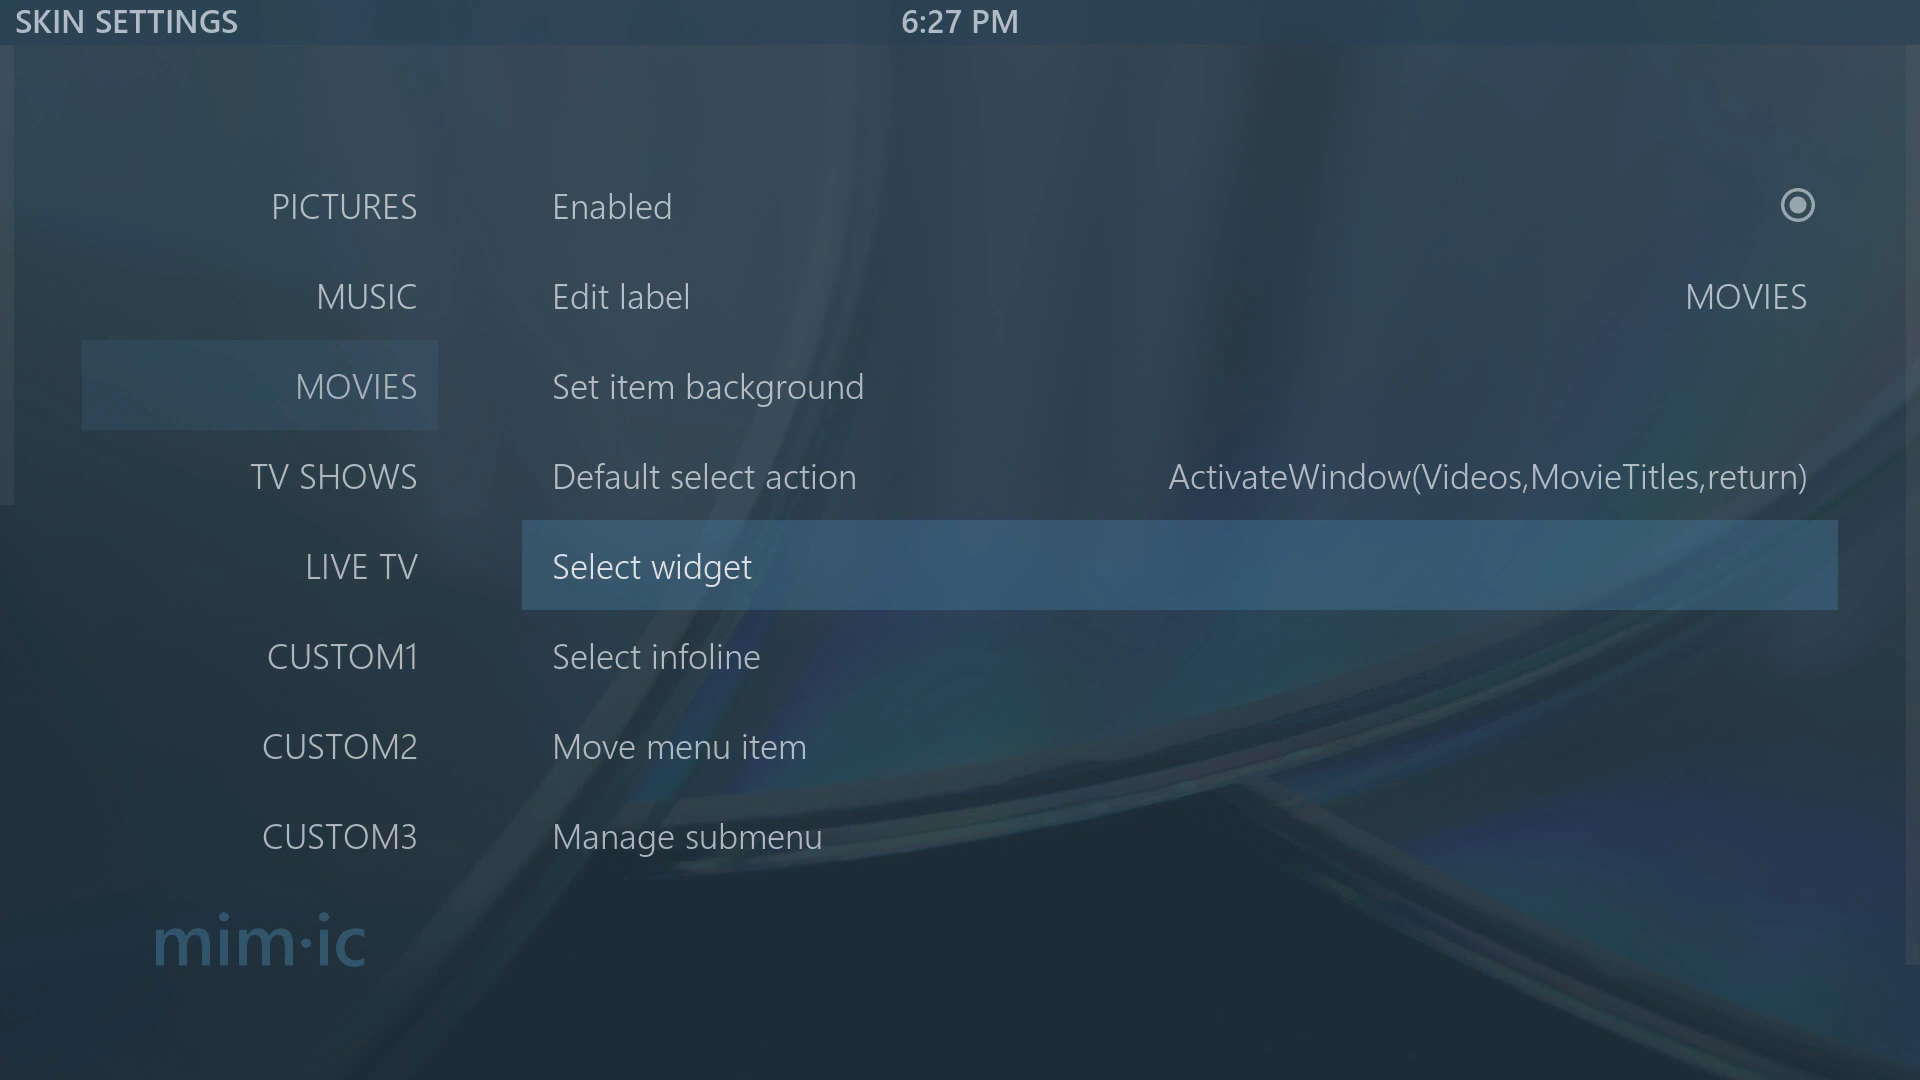 SKIN SETTINGS
6:27 PM
PICTURES
MUSIC
MOVIES
TV SHOWS
LIVE TV
CUSTOM1
CUSTOM2
CUSTOM3
Enabled
Edit label MOVIES
Set item background
Default select action ActivateWindow(Videos,MovieTitles,return)
Select widget
Select infoline
Move menu item
Manage submenu
mim·ic